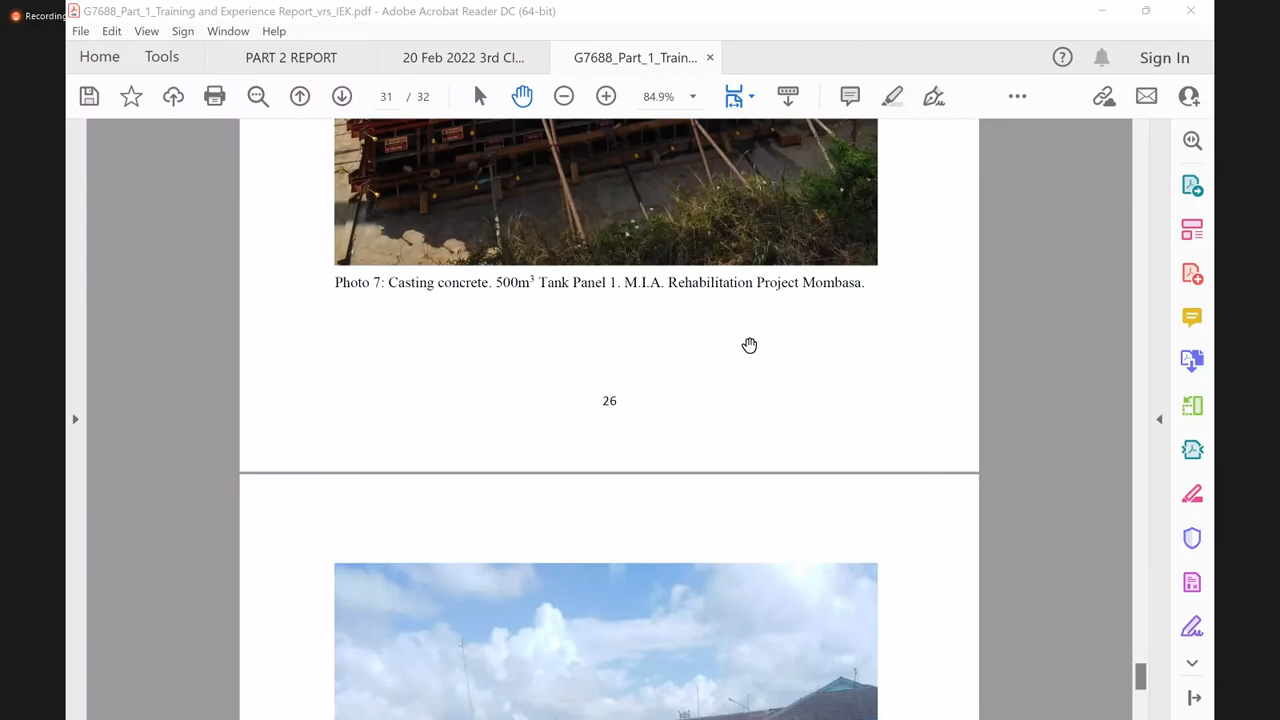 Recording
G7688_Part_1_Training and Experience Report_vrs_IEK.pdf - Adobe Acrobat Reader DC (64-bit)
File Edit View Sign Window Help
Home Tools PART 2 REPORT 20 Feb 2022 3rd Cl... G7688_Part_1_Train... Sign In
31 / 32 84.9%
Photo 7: Casting concrete. 500m³ Tank Panel 1. M.I.A. Rehabilitation Project Mombasa.
26